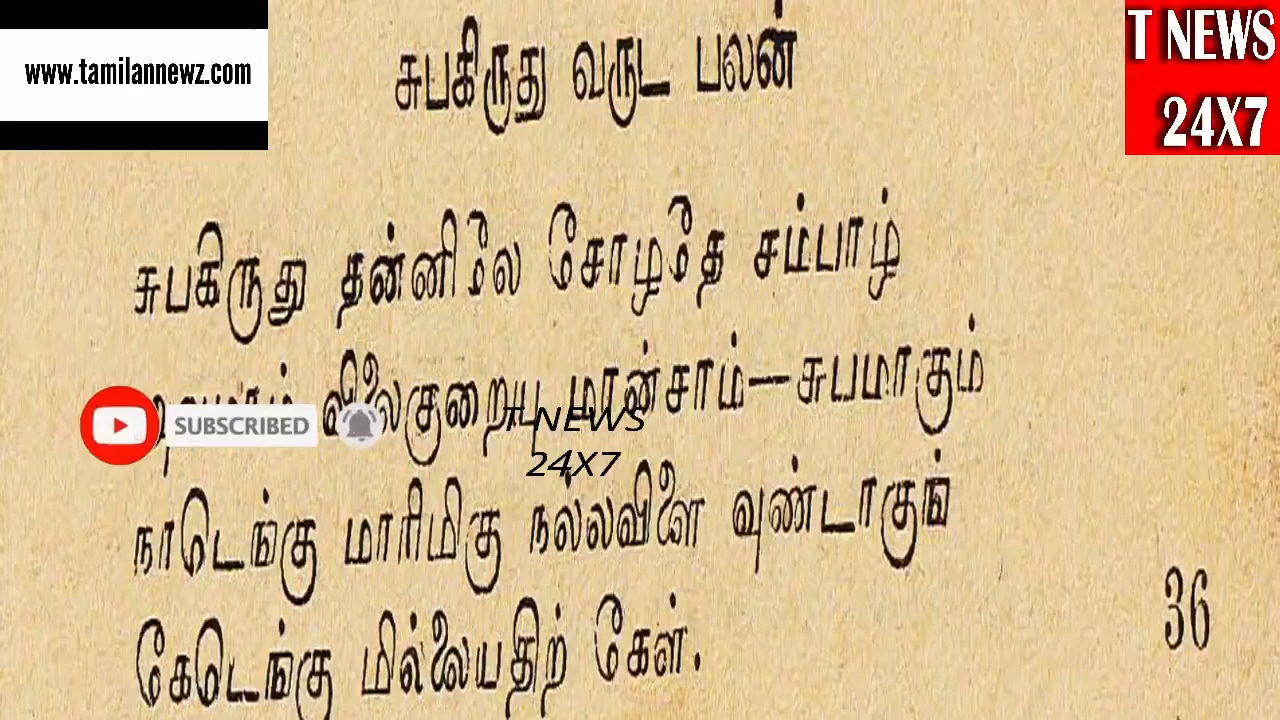 www.tamilannewz.com
T NEWS
24X7
சுபகிருது வருட பலன்
சுபகிருது தன்னிலை சோழதே சம்பாழ்
விலைகுறைய மான்சாம்—சுபமாகும்
SUBSCRIBED
T NEWS
24X7
நாடெங்கு மாரிமிகு நல்லவிளை வுண்டாகுங்
கேடெங்கு மில்லையதிற் கேள்.
36